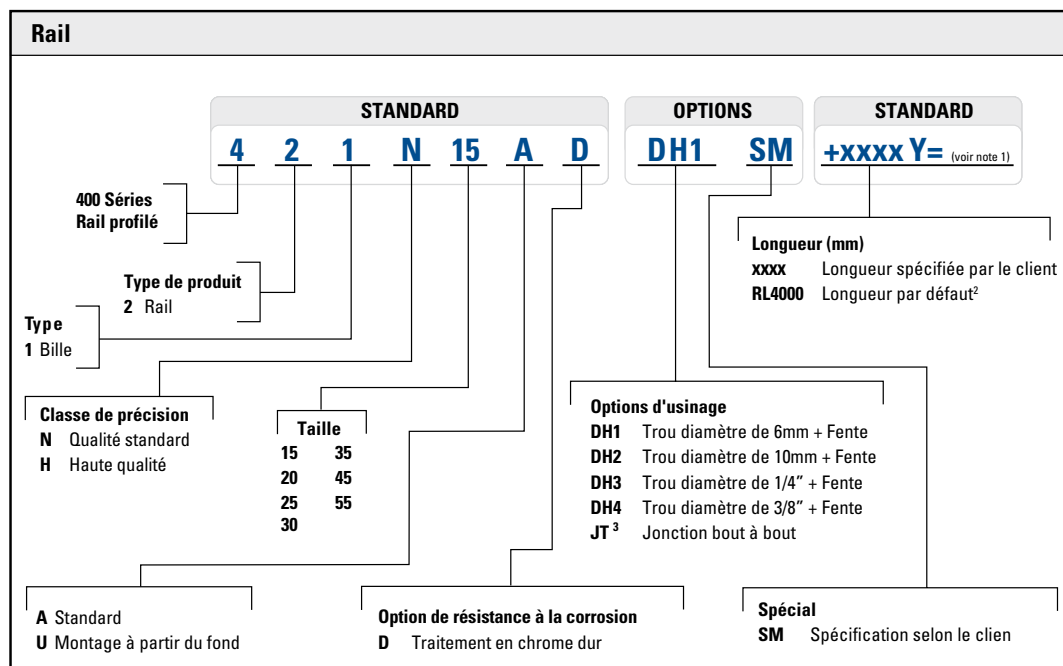 Rail
STANDARD OPTIONS STANDARD
4 2 1 N 15 A D DH1 SM +xxxx Y= (voir note 1)
400 Séries
Rail profilé
Type de produit
2 Rail
Type
1 Bille
Longueur (mm)
xxxx Longueur spécifiée par le client
RL4000 Longueur par défaut²
Classe de précision
N Qualité standard
H Haute qualité
Taille
15 35
20 45
25 55
30
Options d'usinage
DH1 Trou diamètre de 6mm + Fente
DH2 Trou diamètre de 10mm + Fente
DH3 Trou diamètre de 1/4” + Fente
DH4 Trou diamètre de 3/8” + Fente
JT ³ Jonction bout à bout
A Standard
U Montage à partir du fond
Option de résistance à la corrosion
D Traitement en chrome dur
Spécial
SM Spécification selon le clien